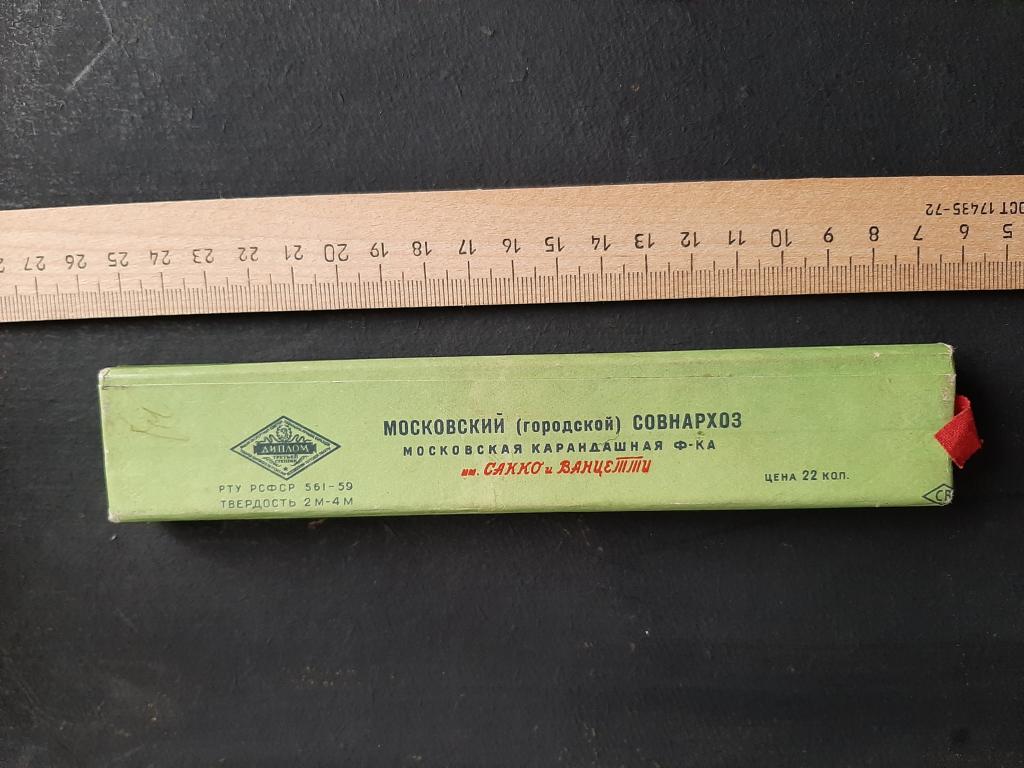 ОСТ 17435-72
27 26 25 24 23 22 21 20 19 18 17 16 15 14 13 12 11 10 9 8 7 6 5
МОСКОВСКИЙ (городской) СОВНАРХОЗ
МОСКОВСКАЯ КАРАНДАШНАЯ Ф-КА
им. САККО и ВАНЦЕТТИ
ДИПЛОМ
ТРЕТЬЕЙ
СТЕПЕНИ
РТУ РСФСР 561-59
ТВЕРДОСТЬ 2М-4М
ЦЕНА 22 КОП.